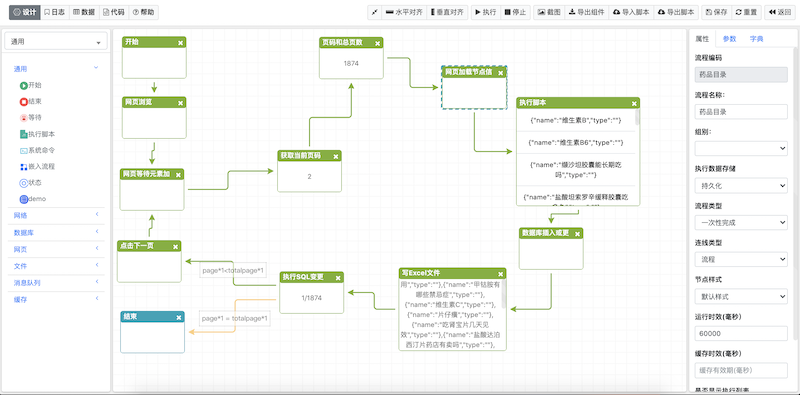 设计 日志 数据 代码 帮助 水平对齐 垂直对齐 执行 停止 截图 导出组件 导入脚本 导出脚本 保存 重置 返回
通用
通用
开始
结束
等待
执行脚本
系统命令
嵌入流程
状态
demo
网络
数据库
网页
文件
消息队列
缓存
开始
网页浏览
网页等待元素加
点击下一页
结束
页码和总页数
1874
获取当前页码
2
网页加载节点值
执行脚本
{"name":"维生素B","type":""}
{"name":"维生素B6","type":""}
{"name":"缬沙坦胶囊能长期吃
吗","type":""}
{"name":"盐酸坦索罗辛缓释胶囊吃
数据库插入或更
写Excel文件
用","type":""},{"name":"甲钴胺有
哪些禁忌症","type":""},
{"name":"维生素C","type":""},
{"name":"片仔癀","type":""},
{"name":"吃肾宝片几天见
效","type":""},{"name":"盐酸达泊
西汀片药店有卖吗","type":""},
执行SQL变更
1/1874
page*1<totalpage*1
page*1 = totalpage*1
属性 参数 字典
流程编码
药品目录
流程名称:
药品目录
组别:
执行数据存储
持久化
流程类型
一次性完成
连线类型
流程
节点样式
默认样式
运行时效(毫秒)
60000
缓存时效(毫秒)
缓存有效期(毫秒)
是否显示执行列表